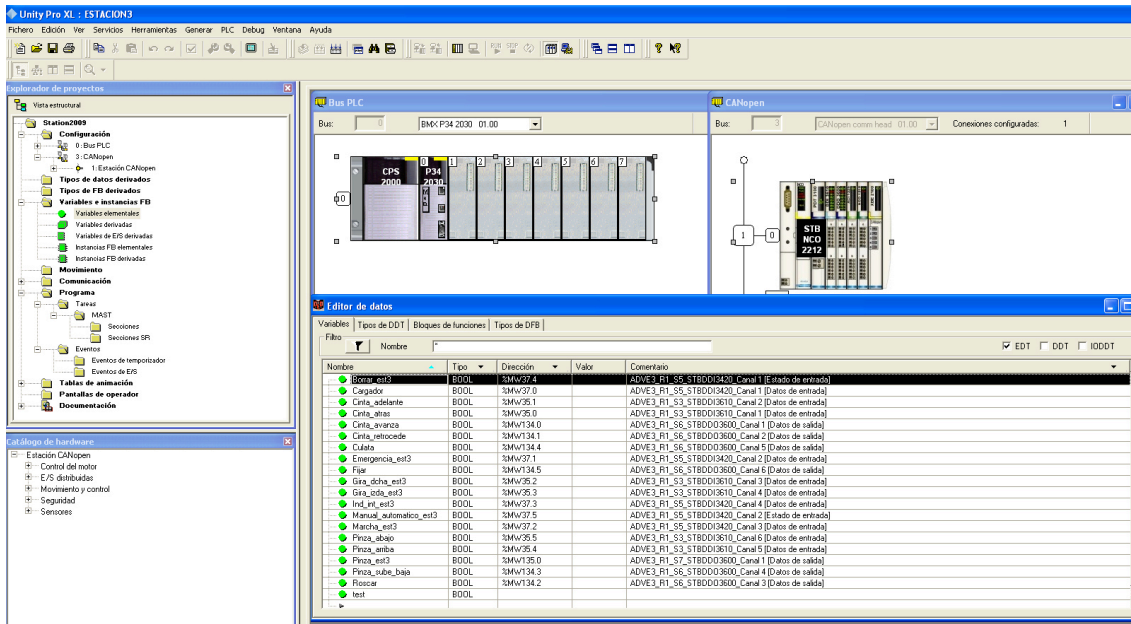 Unity Pro XL : ESTACION3
Fichero Edición Ver Servicios Herramientas Generar PLC Debug Ventana Ayuda
Explorador de proyectos
Vista estructural
Station2009
Configuración
0:Bus PLC
3:CANopen
1:Estación CANopen
Tipos de datos derivados
Tipos de FB derivados
Variables e instancias FB
Variables elementales
Variables derivadas
Variables de E/S derivadas
Instancias FB elementales
Instancias FB derivadas
Movimiento
Comunicación
Programa
Tareas
MAST
Secciones
Secciones SR
Eventos
Eventos de temporizador
Eventos de E/S
Tablas de animación
Pantallas de operador
Documentación
Catálogo de hardware
Estación CANopen
Control del motor
E/S distribuidas
Movimiento y control
Seguridad
Sensores
Bus PLC
Bus: 0 BMX P34 2030 01.00
0 1 2 3 4 5 6 7
CPS 2000
P34 2030
0
CANopen
Bus: 3 CANopen comm head 01.00 Conexiones configuradas: 1
1 0
STB
NCO
2212
Editor de datos
Variables Tipos de DDT Bloques de funciones Tipos de DFB
Filtro
Nombre * EDT DDT IODDT
Nombre Tipo Dirección Valor Comentario
Borrar_est3 BOOL %MW37.4 ADVE3_R1_S5_STBDDI3420_Canal 1 [Estado de entrada]
Cargador BOOL %MW37.0 ADVE3_R1_S5_STBDDI3420_Canal 1 [Datos de entrada]
Cinta_adelante BOOL %MW35.1 ADVE3_R1_S3_STBDDI3610_Canal 2 [Datos de entrada]
Cinta_atras BOOL %MW35.0 ADVE3_R1_S3_STBDDI3610_Canal 1 [Datos de entrada]
Cinta_avanza BOOL %MW134.0 ADVE3_R1_S6_STBDDO3600_Canal 1 [Datos de salida]
Cinta_retrocede BOOL %MW134.1 ADVE3_R1_S6_STBDDO3600_Canal 2 [Datos de salida]
Culata BOOL %MW134.4 ADVE3_R1_S6_STBDDO3600_Canal 5 [Datos de salida]
Emergencia_est3 BOOL %MW37.1 ADVE3_R1_S5_STBDDI3420_Canal 2 [Datos de entrada]
Fijar BOOL %MW134.5 ADVE3_R1_S6_STBDDO3600_Canal 6 [Datos de salida]
Gira_dcha_est3 BOOL %MW35.2 ADVE3_R1_S3_STBDDI3610_Canal 3 [Datos de entrada]
Gira_izda_est3 BOOL %MW35.3 ADVE3_R1_S3_STBDDI3610_Canal 4 [Datos de entrada]
Ind_int_est3 BOOL %MW37.3 ADVE3_R1_S5_STBDDI3420_Canal 4 [Datos de entrada]
Manual_automatico_est3 BOOL %MW37.5 ADVE3_R1_S5_STBDDI3420_Canal 2 [Estado de entrada]
Marcha_est3 BOOL %MW37.2 ADVE3_R1_S5_STBDDI3420_Canal 3 [Datos de entrada]
Pinza_abajo BOOL %MW35.5 ADVE3_R1_S3_STBDDI3610_Canal 6 [Datos de entrada]
Pinza_arriba BOOL %MW35.4 ADVE3_R1_S3_STBDDI3610_Canal 5 [Datos de entrada]
Pinza_est3 BOOL %MW135.0 ADVE3_R1_S7_STBDDO3600_Canal 1 [Datos de salida]
Pinza_sube_baja BOOL %MW134.3 ADVE3_R1_S6_STBDDO3600_Canal 4 [Datos de salida]
Roscar BOOL %MW134.2 ADVE3_R1_S6_STBDDO3600_Canal 3 [Datos de salida]
test BOOL